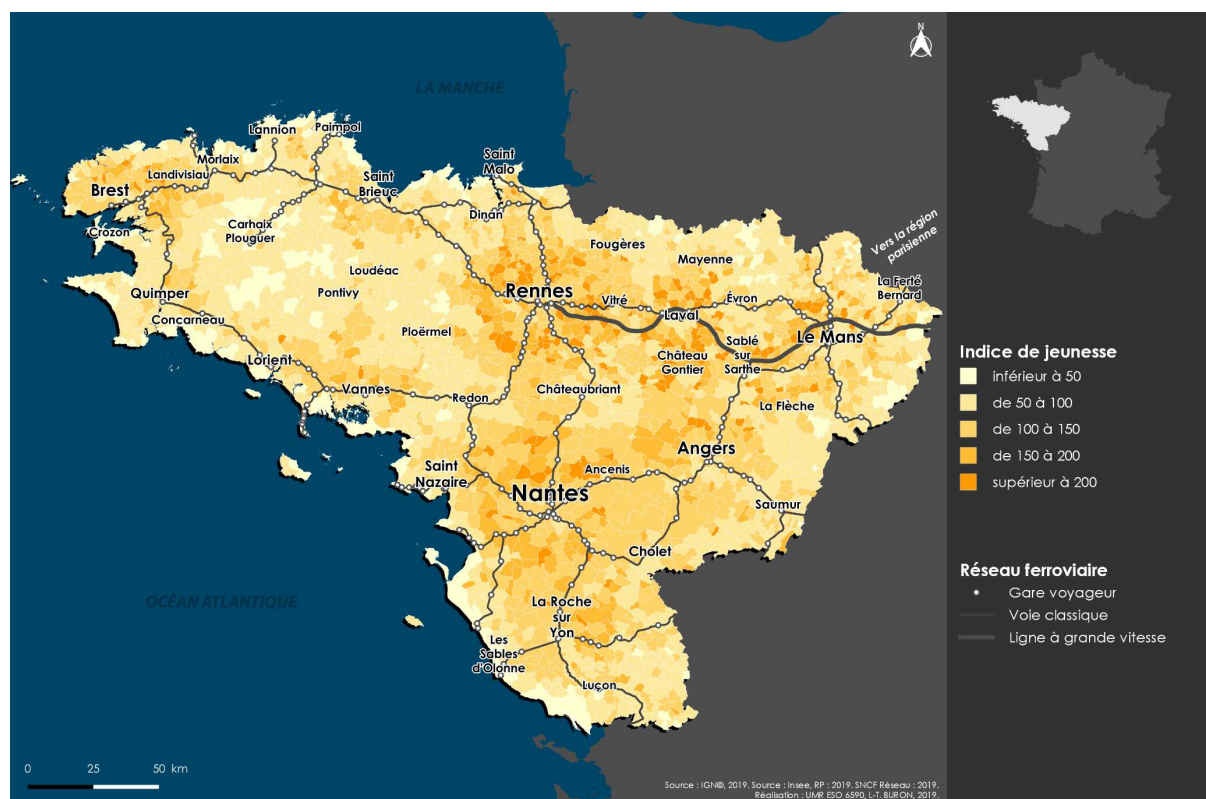 N
LA MANCHE
Lannion
Paimpol
Morlaix
Landivisiau
Brest
Saint
Brieuc
Saint
Malo
Dinan
Crozon
Carhaix
Plouguer
Fougères
Mayenne
Vers la région
parisienne
Loudéac
Pontivy
Quimper
Concarneau
Rennes
Vitré
Laval
Évron
La Ferté
Bernard
Ploërmel
Le Mans
Sablé
sur
Sarthe
Château
Gontier
Lorient
Vannes
Redon
Châteaubriant
La Flèche
Angers
Saint
Nazaire
Ancenis
Nantes
Saumur
Cholet
OCÉAN ATLANTIQUE
La Roche
sur
Yon
Les
Sables
d'Olonne
Luçon
0 25 50 km
Source : IGN©, 2019. Source : Insee, RP : 2019. SNCF Réseau : 2019.
Réalisation : UMR ESO 6590, L-T. BURON, 2019.
Indice de jeunesse
inférieur à 50
de 50 à 100
de 100 à 150
de 150 à 200
supérieur à 200
Réseau ferroviaire
Gare voyageur
Voie classique
Ligne à grande vitesse